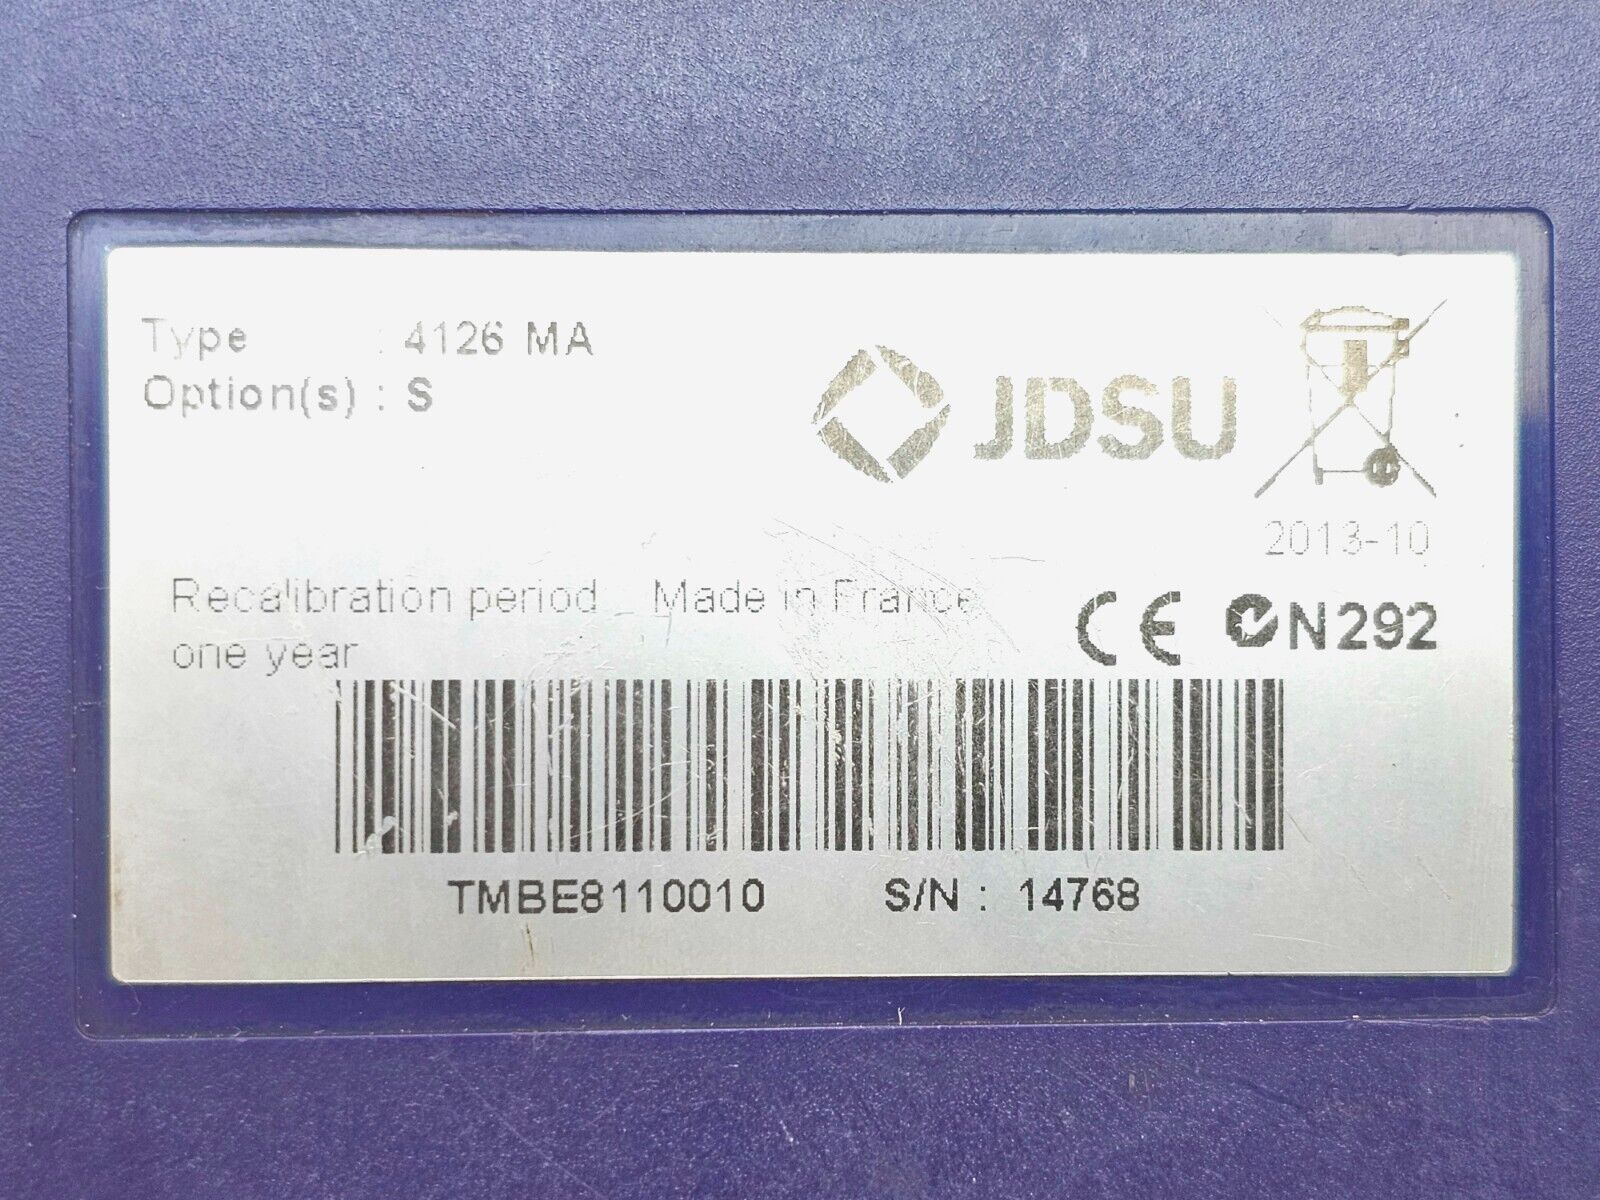 Type : 4126 MA
Option(s) : S
JDSU
2013-10
Recalibration period _ Made in France
one year
CE N292
TMBE8110010 S/N : 14768